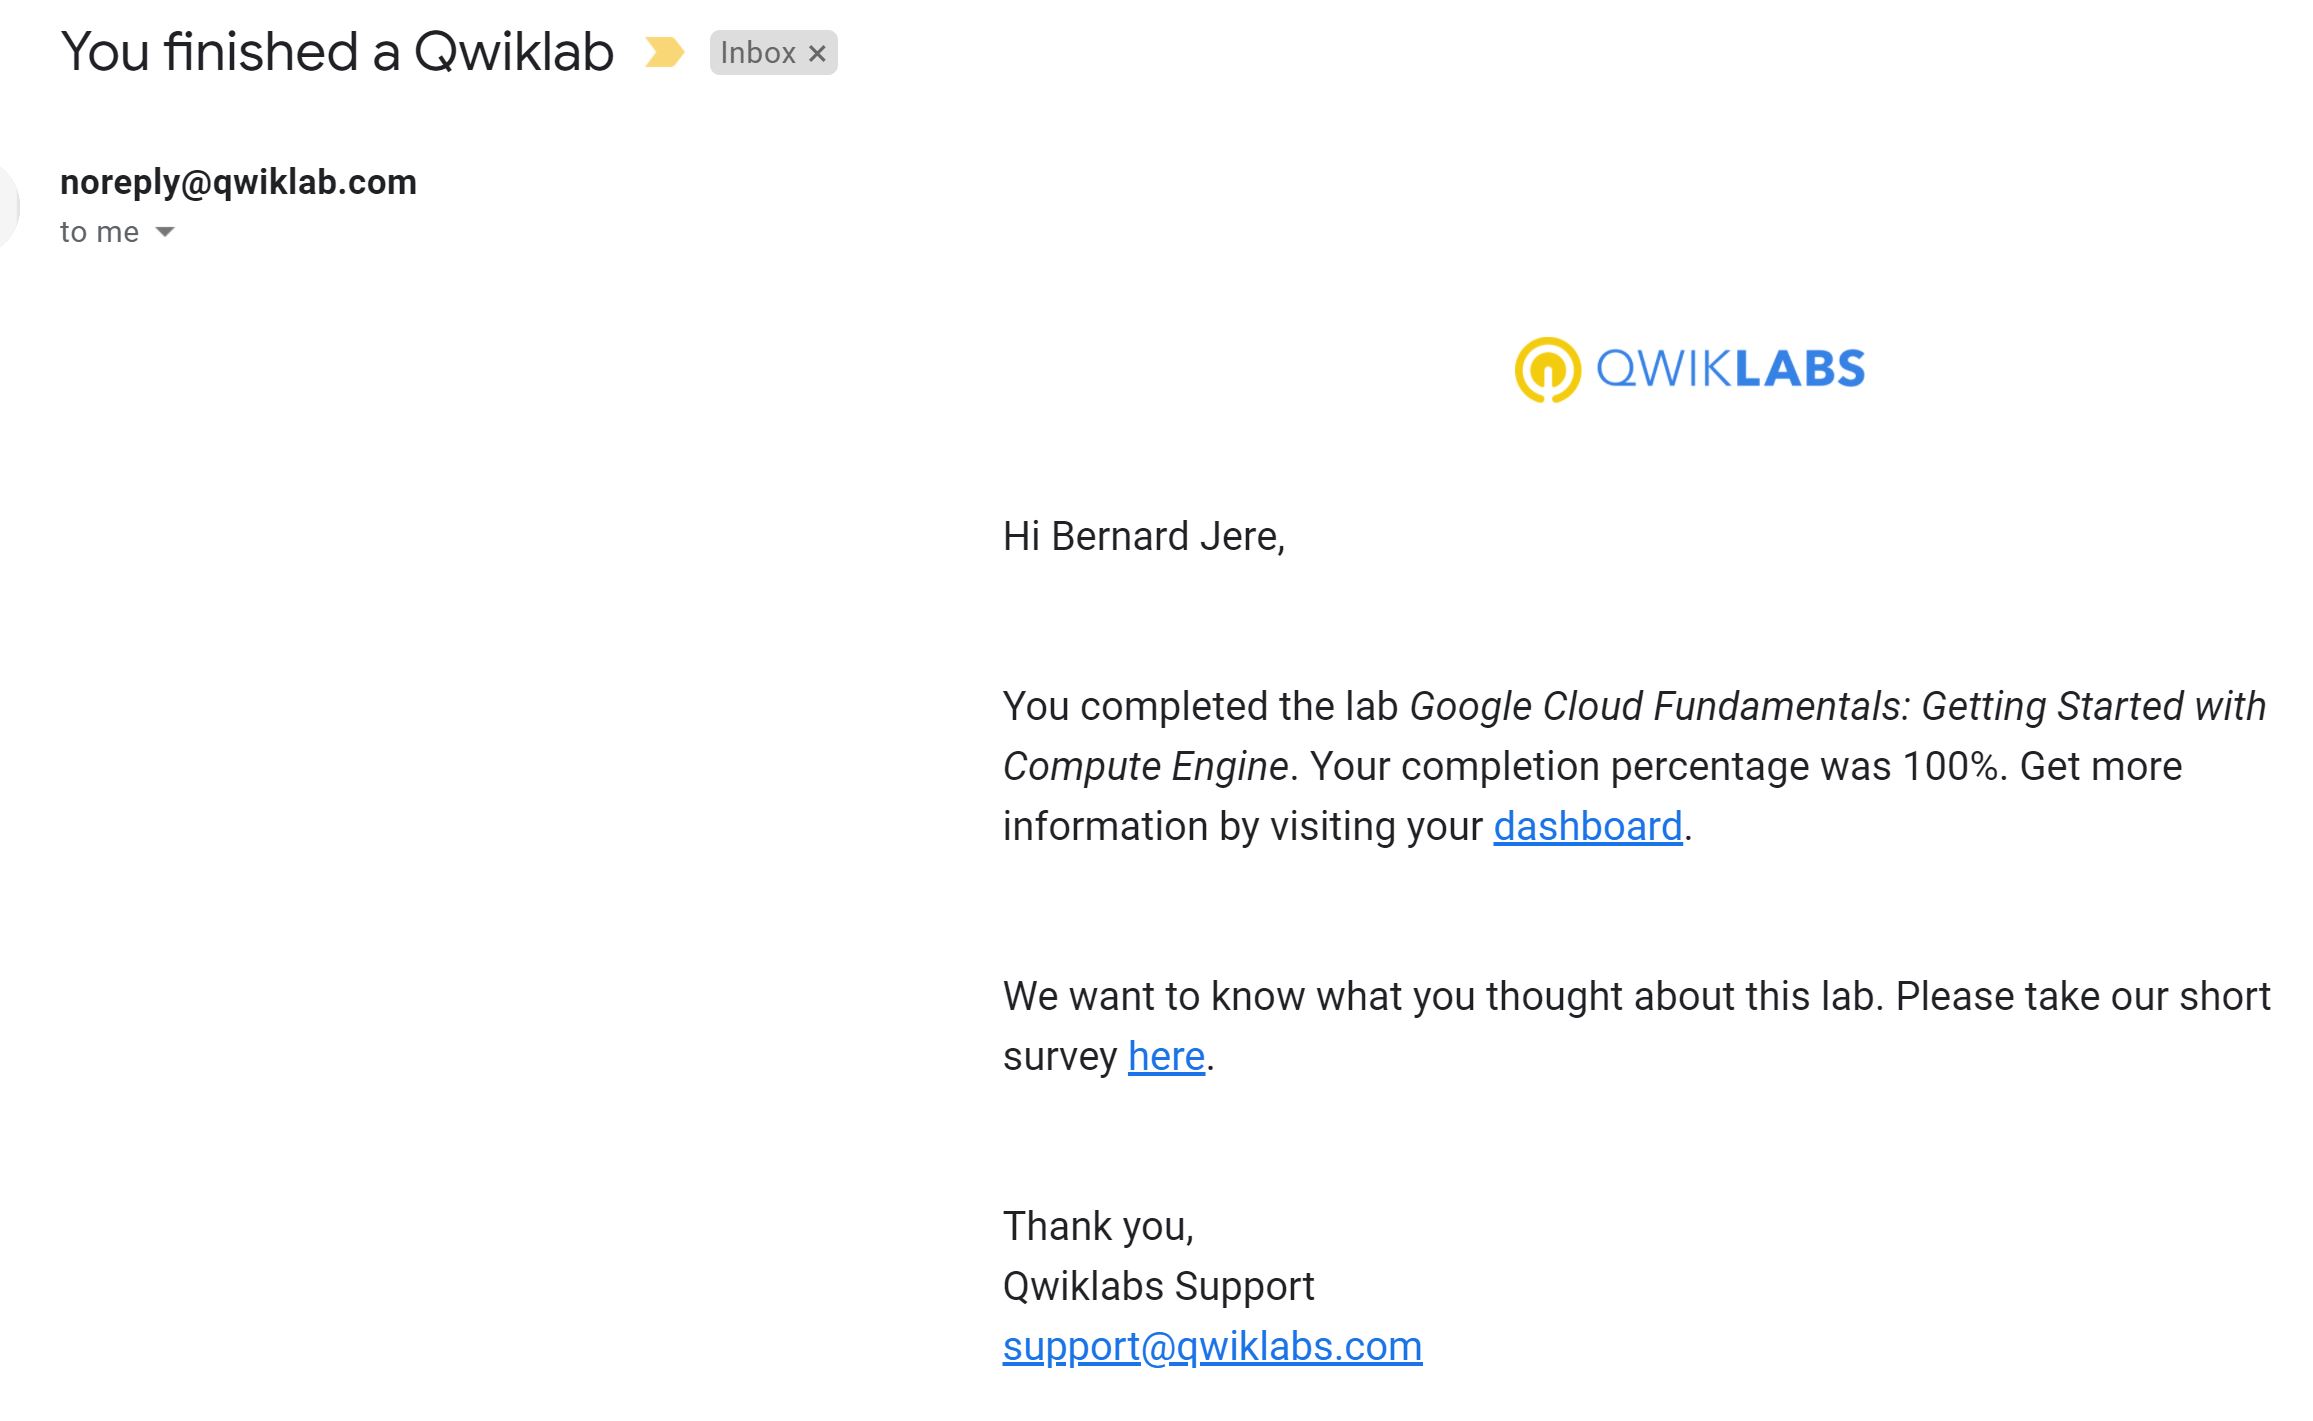 You finished a Qwiklab
Inbox ×
noreply@qwiklab.com
to me
QWIKLABS
Hi Bernard Jere,
You completed the lab Google Cloud Fundamentals: Getting Started with
Compute Engine. Your completion percentage was 100%. Get more
information by visiting your dashboard.
We want to know what you thought about this lab. Please take our short
survey here.
Thank you,
Qwiklabs Support
support@qwiklabs.com